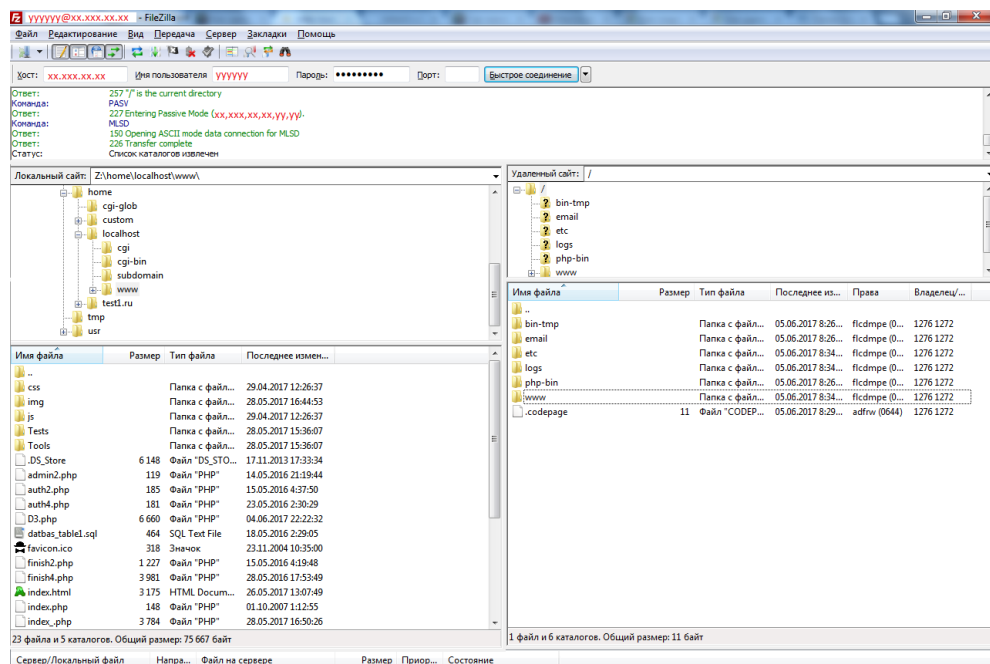 yyyyyy@xx.xxx.xx.xx - FileZilla
Файл Редактирование Вид Передача Сервер Закладки Помощь
Хост: xx.xxx.xx.xx Имя пользователя yyyyyy Пароль: ••••••••• Порт: Быстрое соединение
Ответ: 257 "/" is the current directory
Команда: PASV
Ответ: 227 Entering Passive Mode (xx,xxx,xx,xx,yy,yy).
Команда: MLSD
Ответ: 150 Opening ASCII mode data connection for MLSD
Ответ: 226 Transfer complete
Статус: Список каталогов извлечен
Локальный сайт: Z:\home\localhost\www\
home
cgi-glob
custom
localhost
cgi
cgi-bin
subdomain
www
test1.ru
tmp
usr
Имя файла Размер Тип файла Последнее измен...
..
css Папка с файл... 29.04.2017 12:26:37
img Папка с файл... 28.05.2017 16:44:53
js Папка с файл... 29.04.2017 12:26:37
Tests Папка с файл... 28.05.2017 15:36:07
Tools Папка с файл... 28.05.2017 15:36:07
.DS_Store 6 148 Файл "DS_STO... 17.11.2013 17:33:34
admin2.php 119 Файл "PHP" 14.05.2016 21:19:44
auth2.php 185 Файл "PHP" 15.05.2016 4:37:50
auth4.php 181 Файл "PHP" 23.05.2016 2:30:29
D3.php 6 660 Файл "PHP" 04.06.2017 22:22:32
datbas_table1.sql 464 SQL Text File 18.05.2016 2:29:05
favicon.ico 318 Значок 23.11.2004 10:35:00
finish2.php 1 227 Файл "PHP" 15.05.2016 4:19:48
finish4.php 3 981 Файл "PHP" 28.05.2016 17:53:49
index.html 3 175 HTML Docum... 26.05.2017 13:07:49
index.php 148 Файл "PHP" 01.10.2007 1:12:55
index_.php 3 784 Файл "PHP" 28.05.2017 16:50:26
23 файла и 5 каталогов. Общий размер: 75 667 байт
Удаленный сайт: /
/
bin-tmp
email
etc
logs
php-bin
www
Имя файла Размер Тип файла Последнее из... Права Владелец/...
..
bin-tmp Папка с файл... 05.06.2017 8:26... flcdmpe (0... 1276 1272
email Папка с файл... 05.06.2017 8:26... flcdmpe (0... 1276 1272
etc Папка с файл... 05.06.2017 8:34... flcdmpe (0... 1276 1272
logs Папка с файл... 05.06.2017 8:34... flcdmpe (0... 1276 1272
php-bin Папка с файл... 05.06.2017 8:26... flcdmpe (0... 1276 1272
www Папка с файл... 05.06.2017 8:34... flcdmpe (0... 1276 1272
.codepage 11 Файл "CODEP... 05.06.2017 8:29... adfrw (0644) 1276 1272
1 файл и 6 каталогов. Общий размер: 11 байт
Сервер/Локальный файл Напра... Файл на сервере Размер Приор... Состояние